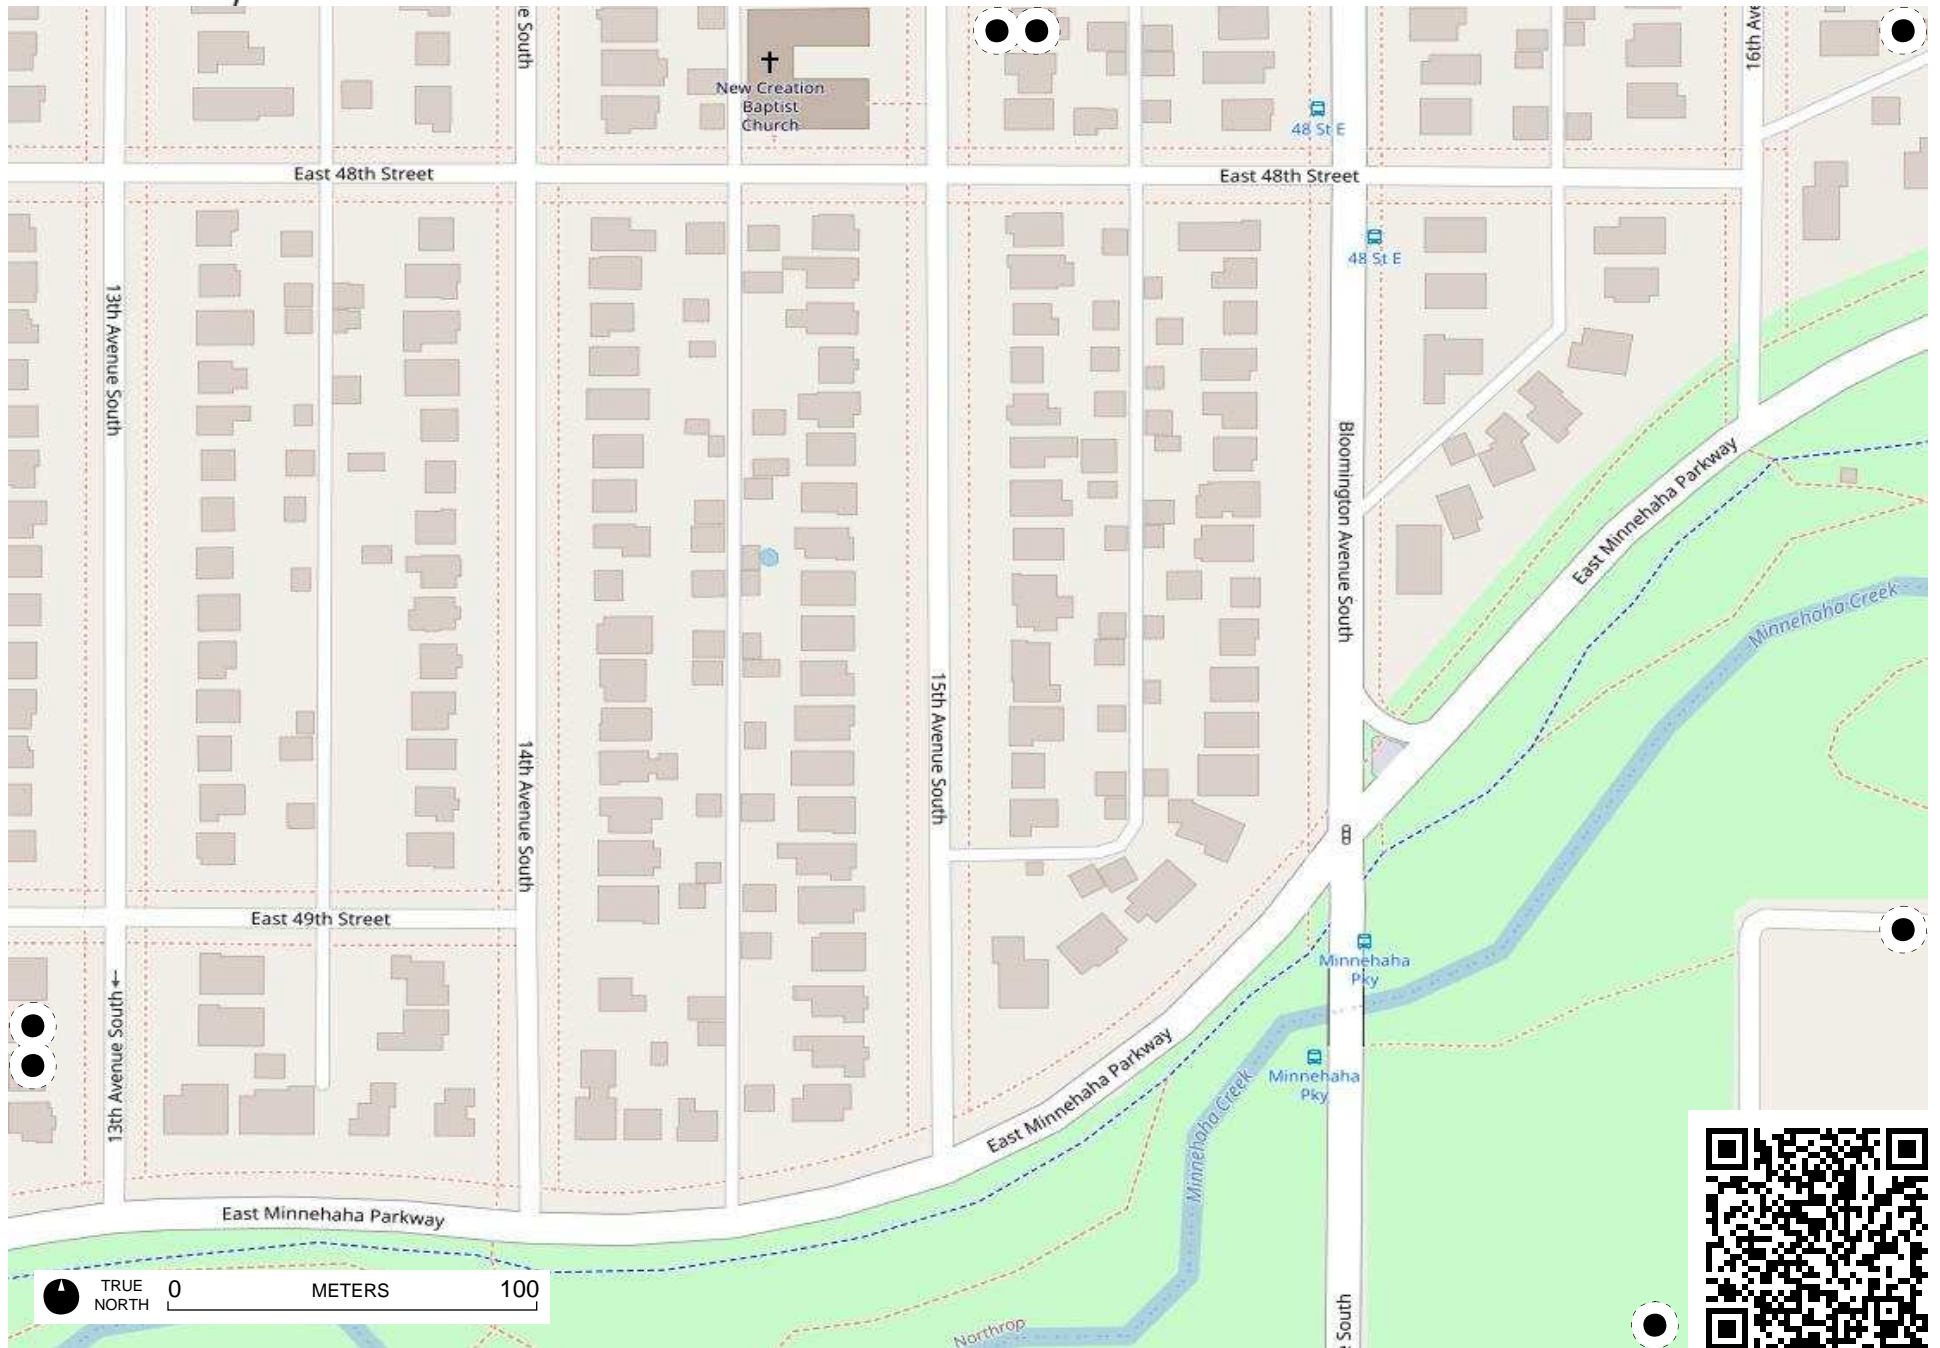 e South
16th Ave
New Creation
Baptist
Church
48 St E
East 48th Street
East 48th Street
48 St E
13th Avenue South
Bloomington Avenue South
East Minnehaha Parkway
Minnehaha Creek
15th Avenue South
14th Avenue South
East 49th Street
Minnehaha
Pky
13th Avenue South
East Minnehaha Parkway
Minnehaha
Pky
Minnehaha Creek
East Minnehaha Parkway
TRUE
NORTH
0 METERS 100
Northrop
e South